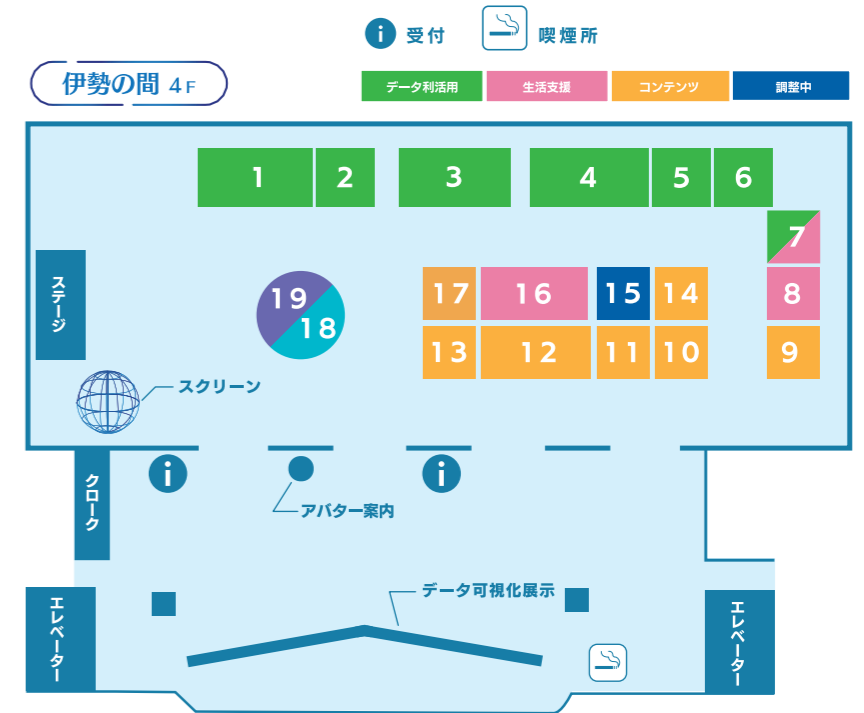 i 受付 喫煙所
伊勢の間 4F
データ利活用 生活支援 コンテンツ 調整中
1 2 3 4 5 6
7
ステージ
19 17 16 15 14 8
18
13 12 11 10 9
スクリーン
i i
クローク
アバター案内
データ可視化展示
エレベーター
エレベーター